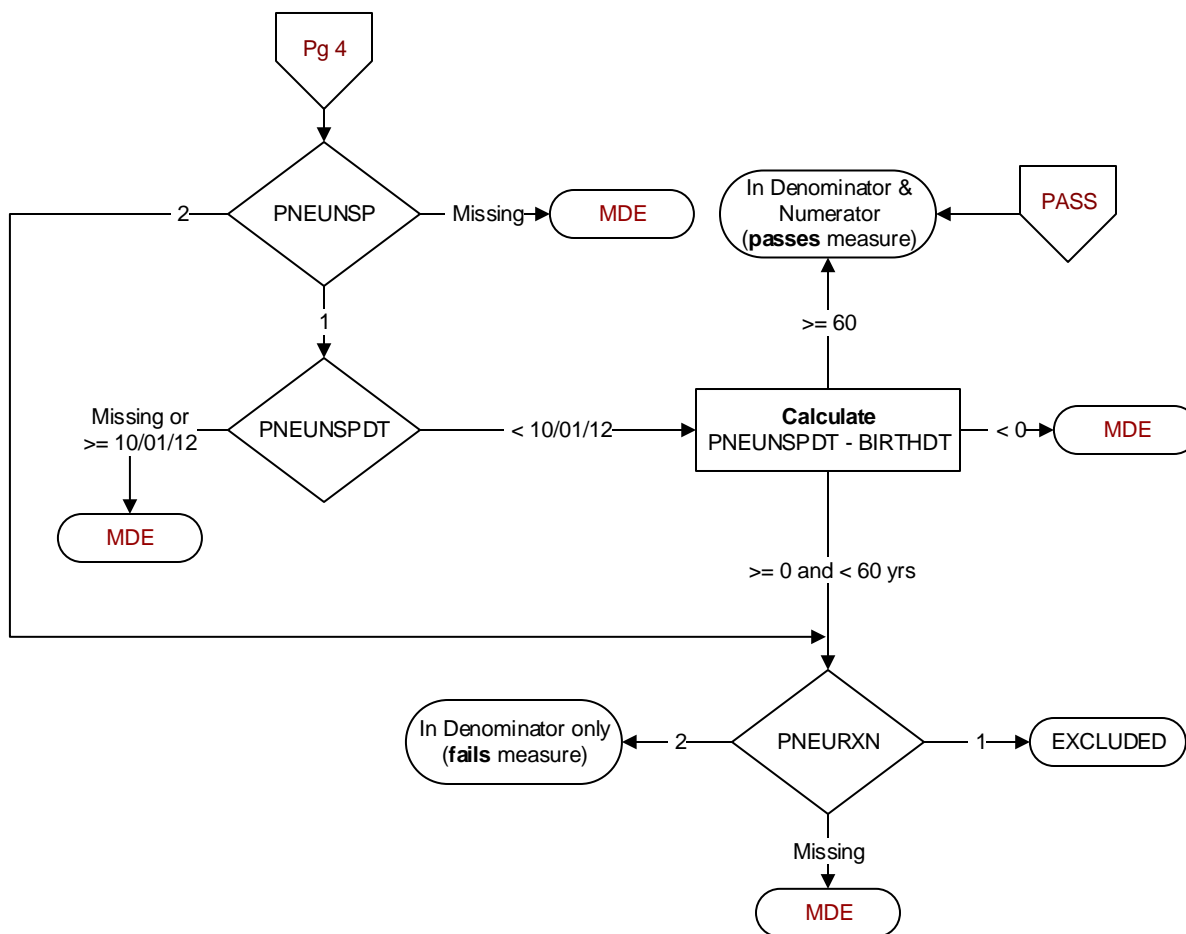 Pg 4
PNEUNSP
2
Missing
MDE
In Denominator &
Numerator
(passes measure)
PASS
1
>= 60
Missing or
>= 10/01/12
PNEUNSPDT
< 10/01/12
Calculate
PNEUNSPDT - BIRTHDT
< 0
MDE
MDE
>= 0 and < 60 yrs
In Denominator only
(fails measure)
2
PNEURXN
1
EXCLUDED
Missing
MDE